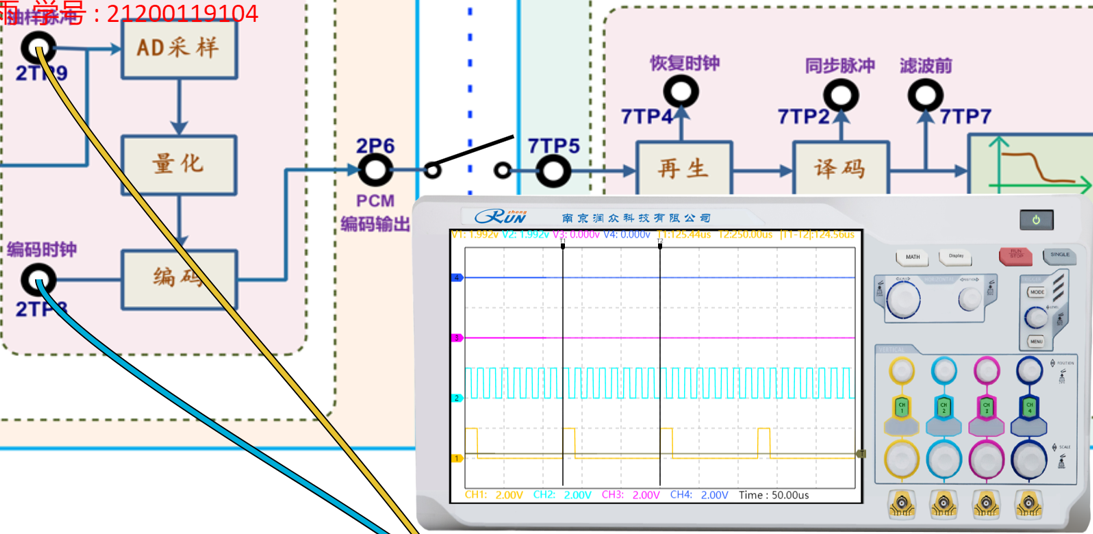 雨 学号：21200119104
抽样脉冲
2TP9
AD采样
量化
编码时钟
编码
2TP8
2P6
PCM
编码输出
7TP5
恢复时钟
7TP4
再生
同步脉冲
7TP2
译码
滤波前
7TP7
RUN
南京润众科技有限公司
V1:1.992v V2:1.992v V3:0.000v V4:0.000v T1:125.44us T2:250.00us |T1-T2|:124.56us
4
3
2
1
CH1: 2.00V CH2: 2.00V CH3: 2.00V CH4: 2.00V Time : 50.00us
MATH
Display
SINGLE
MODE
MENU
CH 1
CH 2
CH 3
CH 4